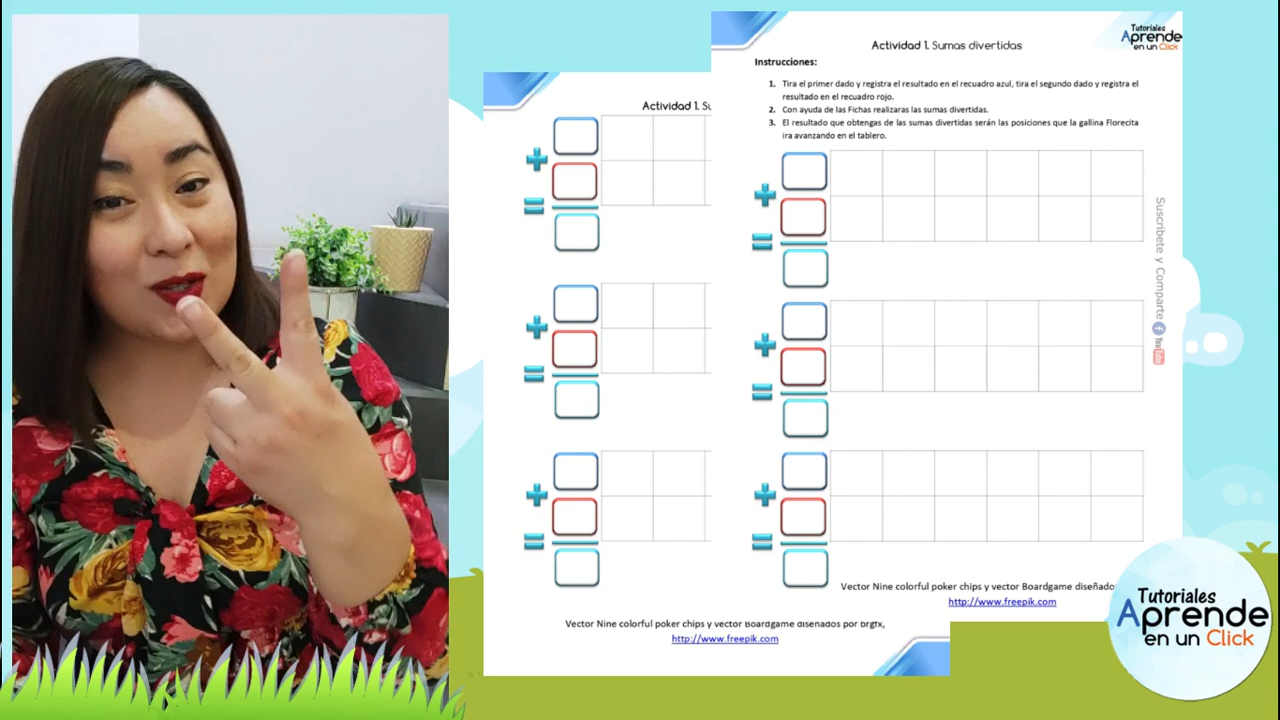 Actividad 1. Su
Vector Nine colorful poker chips y vector Boardgame diseñados por brgfx,
http://www.freepik.com
Tutoriales
Aprende
en un Click
Actividad 1. Sumas divertidas
Instrucciones:
1. Tira el primer dado y registra el resultado en el recuadro azul, tira el segundo dado y registra el
resultado en el recuadro rojo.
2. Con ayuda de las Fichas realizaras las sumas divertidas.
3. El resultado que obtengas de las sumas divertidas serán las posiciones que la gallina Florecita
ira avanzando en el tablero.
Suscribete y Comparte
You Tube
Vector Nine colorful poker chips y vector Boardgame diseñado
http://www.freepik.com
Tutoriales
Aprende
en un Click